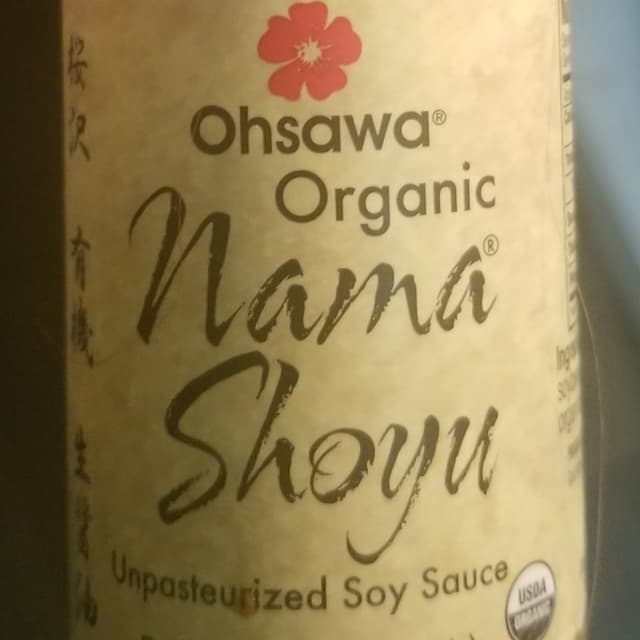 Ohsawa®
Organic
Nama®
Shoyu
Unpasteurized Soy Sauce
USDA
ORGANIC
桜沢 有機 生醤油